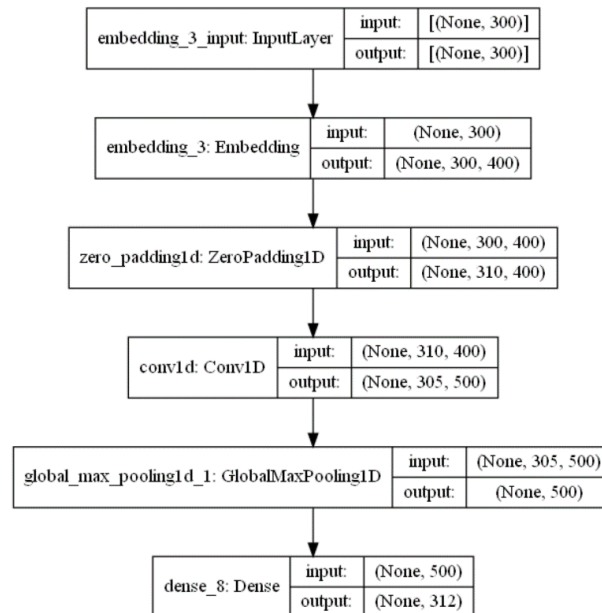 embedding_3_input: InputLayer
input: [(None, 300)]
output: [(None, 300)]
embedding_3: Embedding
input: (None, 300)
output: (None, 300, 400)
zero_padding1d: ZeroPadding1D
input: (None, 300, 400)
output: (None, 310, 400)
conv1d: Conv1D
input: (None, 310, 400)
output: (None, 305, 500)
global_max_pooling1d_1: GlobalMaxPooling1D
input: (None, 305, 500)
output: (None, 500)
dense_8: Dense
input: (None, 500)
output: (None, 312)